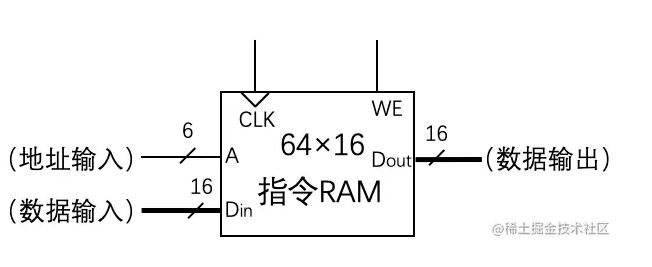 CLK
WE
6
64×16
16
(地址输入)
A
Dout
(数据输出)
16
指令RAM
(数据输入)
Din
@稀土掘金技术社区